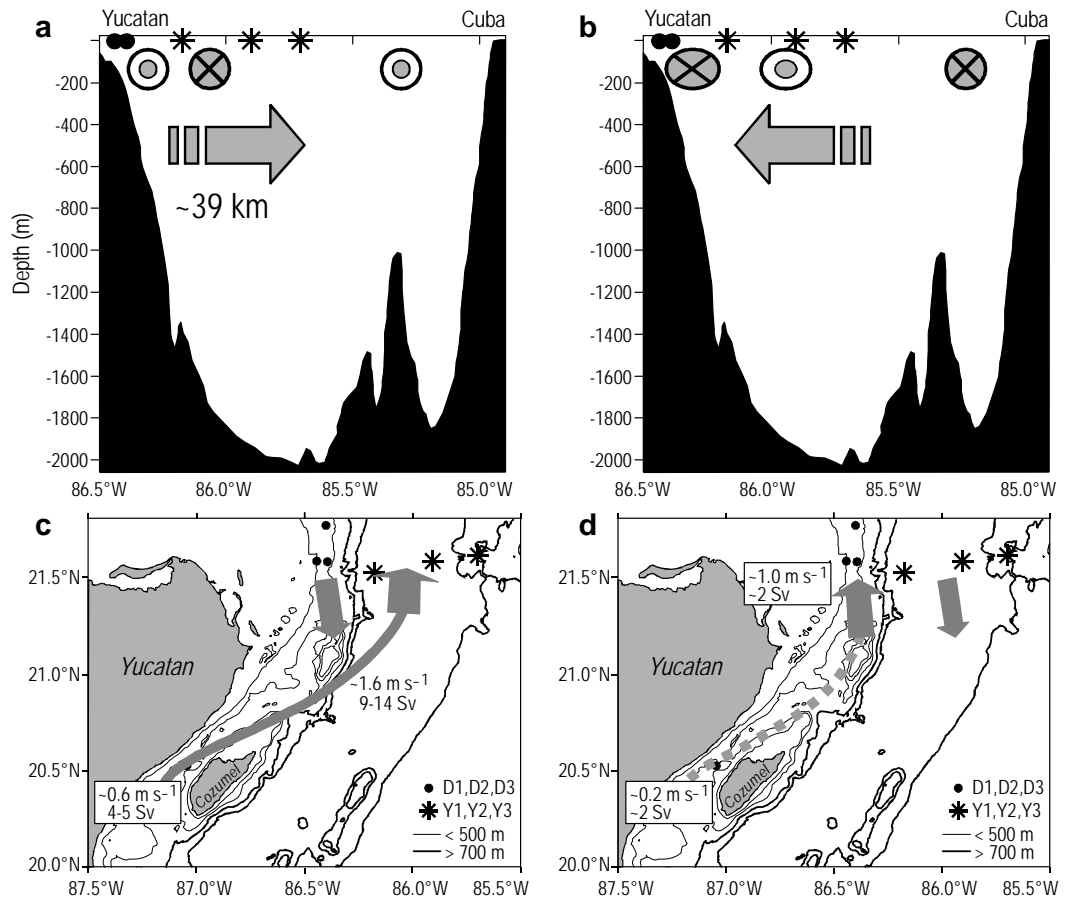 a
Yucatan
Cuba
-200
-400
-600
-800
-1000
-1200
-1400
-1600
-1800
-2000
Depth (m)
~39 km
86.5°W
86.0°W
85.5°W
85.0°W
b
Yucatan
Cuba
-200
-400
-600
-800
-1000
-1200
-1400
-1600
-1800
-2000
86.5°W
86.0°W
85.5°W
85.0°W
c
21.5°N
21.0°N
20.5°N
20.0°N
Yucatan
~1.6 m s⁻¹
9-14 Sv
Cozumel
~0.6 m s⁻¹
4-5 Sv
D1,D2,D3
Y1,Y2,Y3
< 500 m
> 700 m
87.5°W
87.0°W
86.5°W
86.0°W
85.5°W
d
21.5°N
21.0°N
20.5°N
20.0°N
~1.0 m s⁻¹
~2 Sv
Yucatan
Cozumel
~0.2 m s⁻¹
~2 Sv
D1,D2,D3
Y1,Y2,Y3
< 500 m
> 700 m
87.5°W
87.0°W
86.5°W
86.0°W
85.5°W